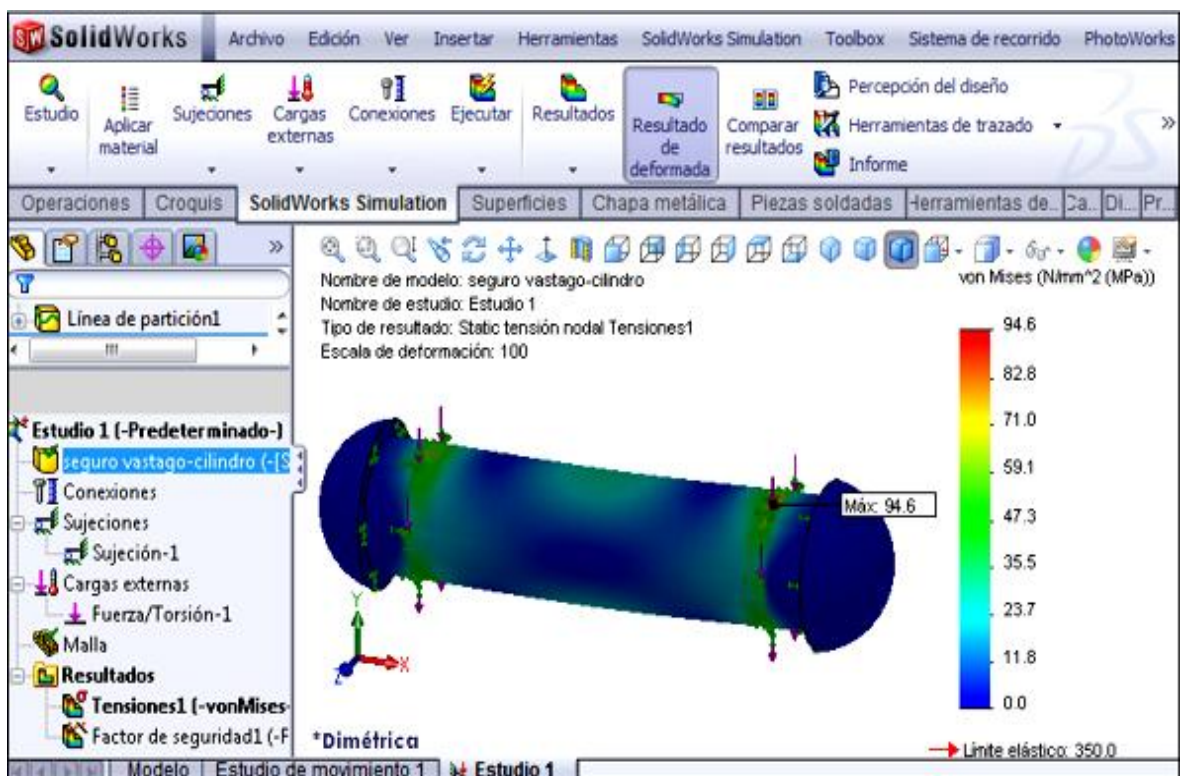 SolidWorks Archivo Edición Ver Insertar Herramientas SolidWorks Simulation Toolbox Sistema de recorrido PhotoWorks
Estudio
Aplicar material
Sujeciones
Cargas externas
Conexiones
Ejecutar
Resultados
Resultado de deformada
Comparar resultados
Percepción del diseño
Herramientas de trazado
Informe
Operaciones Croquis SolidWorks Simulation Superficies Chapa metálica Piezas soldadas Herramientas de... Ca... Di... Pr...
Línea de partición1
Estudio 1 (-Predeterminado-)
seguro vastago-cilindro (-[S
Conexiones
Sujeciones
Sujeción-1
Cargas externas
Fuerza/Torsión-1
Malla
Resultados
Tensiones1 (-vonMises-
Factor de seguridad1 (-F
Nombre de modelo: seguro vastago-cilindro
Nombre de estudio: Estudio 1
Tipo de resultado: Static tensión nodal Tensiones1
Escala de deformación: 100
von Mises (N/mm^2 (MPa))
94.6
82.8
71.0
59.1
47.3
35.5
23.7
11.8
0.0
Límite elástico: 350.0
Máx: 94.6
Y
X
Z
*Dimétrica
Modelo Estudio de movimiento 1 Estudio 1